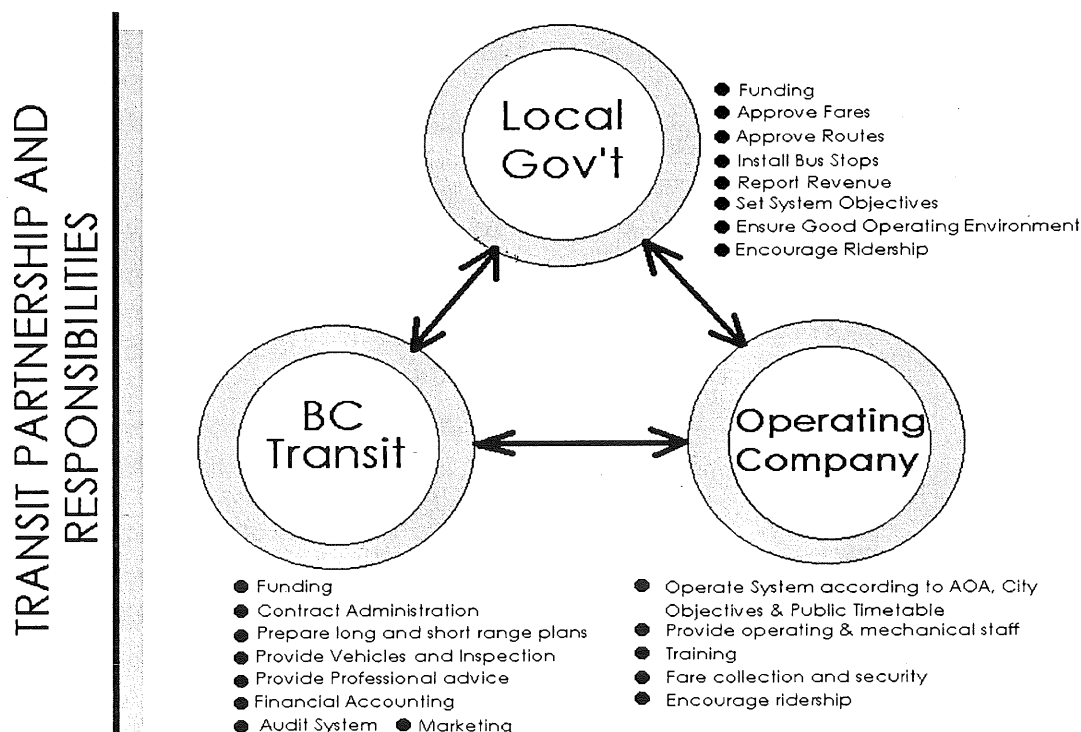 TRANSIT PARTNERSHIP AND
RESPONSIBILITIES
Local
Gov't
● Funding
● Approve Fares
● Approve Routes
● Install Bus Stops
● Report Revenue
● Set System Objectives
● Ensure Good Operating Environment
● Encourage Ridership
BC
Transit
Operating
Company
● Funding
● Contract Administration
● Prepare long and short range plans
● Provide Vehicles and Inspection
● Provide Professional advice
● Financial Accounting
● Audit System ● Marketing
● Operate System according to AOA, City
Objectives & Public Timetable
● Provide operating & mechanical staff
● Training
● Fare collection and security
● Encourage ridership